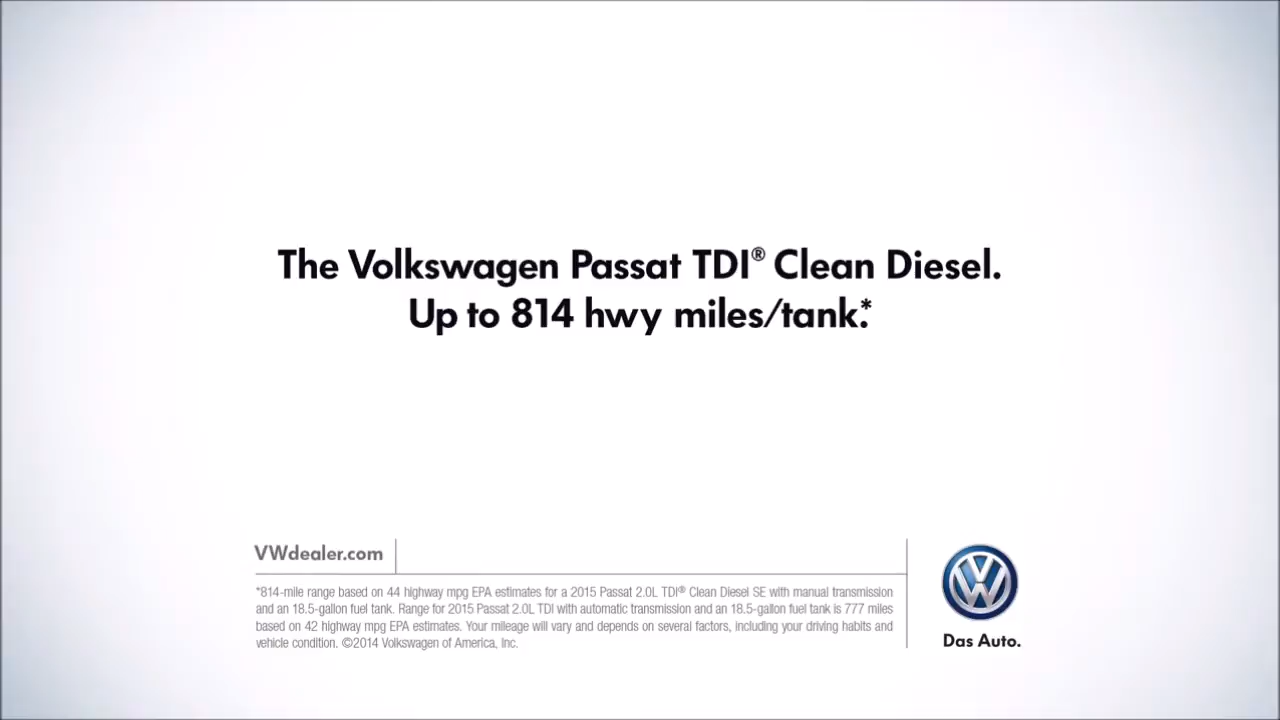 The Volkswagen Passat TDI® Clean Diesel.
Up to 814 hwy miles/tank.*
VWdealer.com
*814-mile range based on 44 highway mpg EPA estimates for a 2015 Passat 2.0L TDI® Clean Diesel SE with manual transmission
and an 18.5-gallon fuel tank. Range for 2015 Passat 2.0L TDI with automatic transmission and an 18.5-gallon fuel tank is 777 miles
based on 42 highway mpg EPA estimates. Your mileage will vary and depends on several factors, including your driving habits and
vehicle condition. ©2014 Volkswagen of America, Inc.
VW
Das Auto.